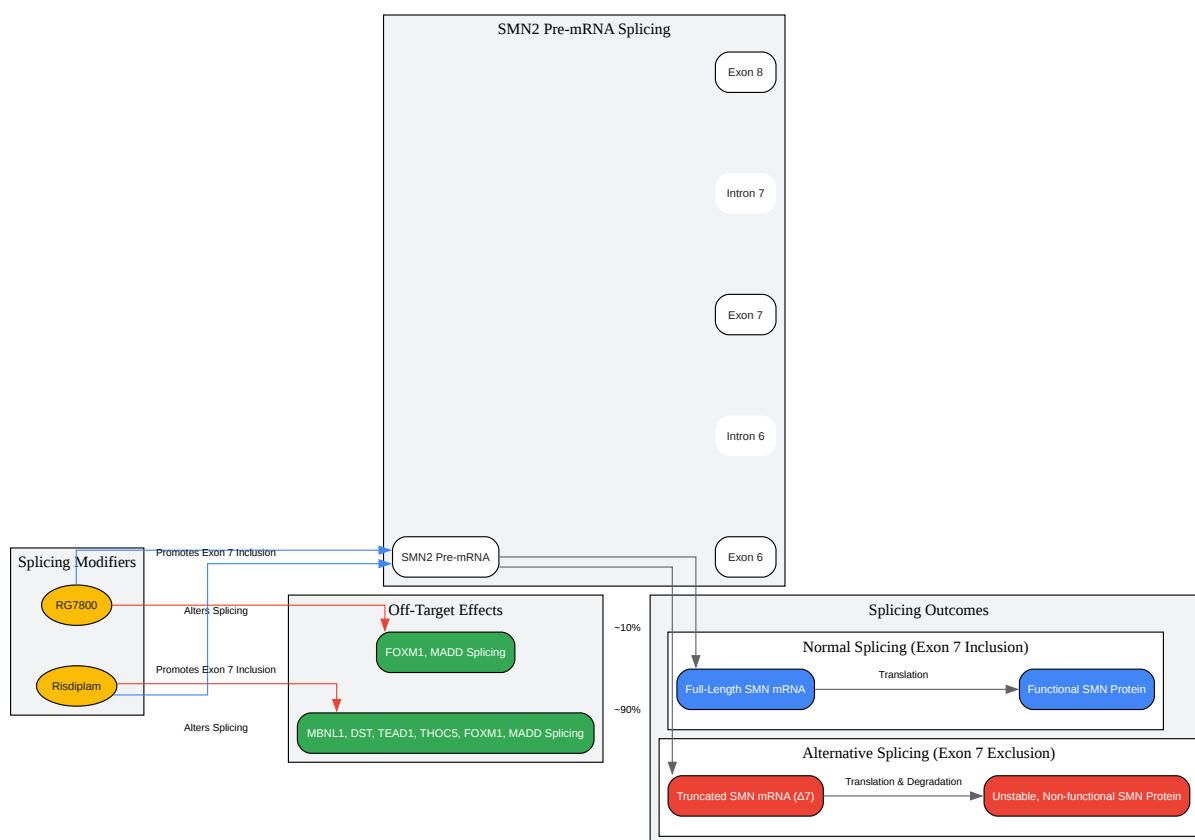 SMN2 Pre-mRNA Splicing
Exon 8
Intron 7
Exon 7
Intron 6
Exon 6
SMN2 Pre-mRNA
Splicing Modifiers
RG7800
Risdiplam
Promotes Exon 7 Inclusion
Alters Splicing
Promotes Exon 7 Inclusion
Alters Splicing
Off-Target Effects
FOXM1, MADD Splicing
MBNL1, DST, TEAD1, THOC5, FOXM1, MADD Splicing
~10%
~90%
Splicing Outcomes
Normal Splicing (Exon 7 Inclusion)
Full-Length SMN mRNA
Translation
Functional SMN Protein
Alternative Splicing (Exon 7 Exclusion)
Truncated SMN mRNA (Δ7)
Translation & Degradation
Unstable, Non-functional SMN Protein